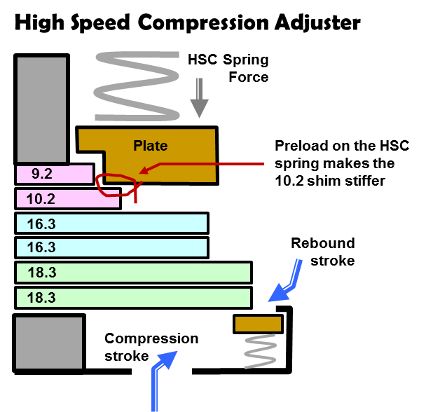 High Speed Compression Adjuster
HSC Spring
Force
Plate
Preload on the HSC
spring makes the
10.2 shim stiffer
9.2
10.2
16.3
16.3
18.3
18.3
Rebound
stroke
Compression
stroke